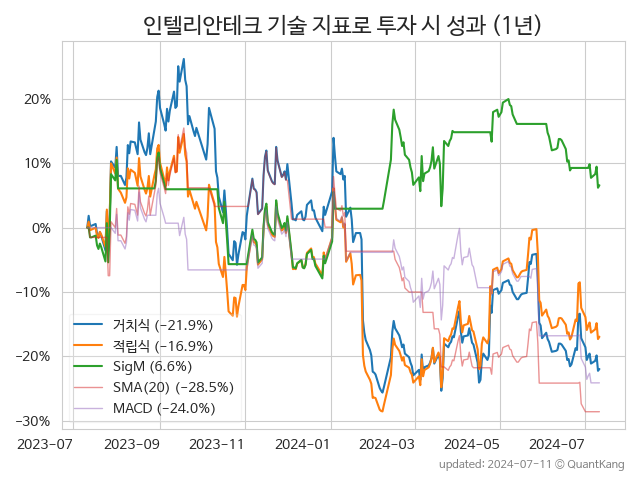 인텔리안테크 기술 지표로 투자 시 성과 (1년)
20%
10%
0%
−10%
−20%
−30%
거치식 (−21.9%)
적립식 (−16.9%)
SigM (6.6%)
SMA(20) (−28.5%)
MACD (−24.0%)
2023-07
2023-09
2023-11
2024-01
2024-03
2024-05
2024-07
updated: 2024-07-11 © QuantKang